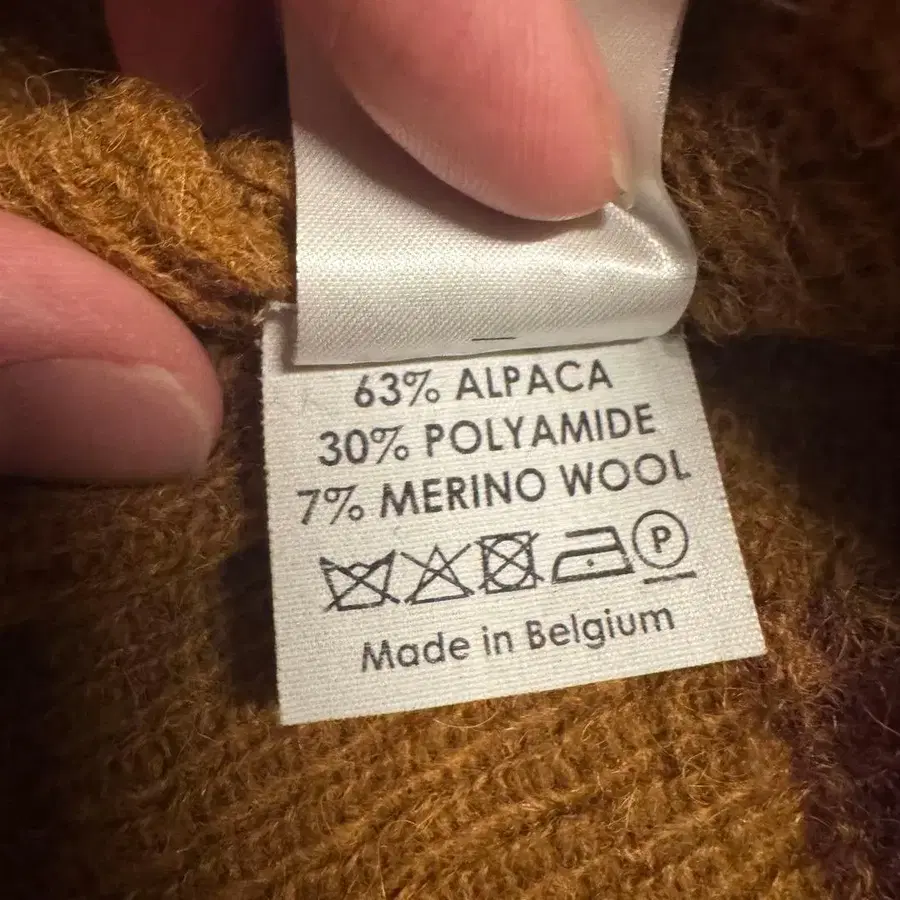 63% ALPACA
30% POLYAMIDE
7% MERINO WOOL
P
Made in Belgium